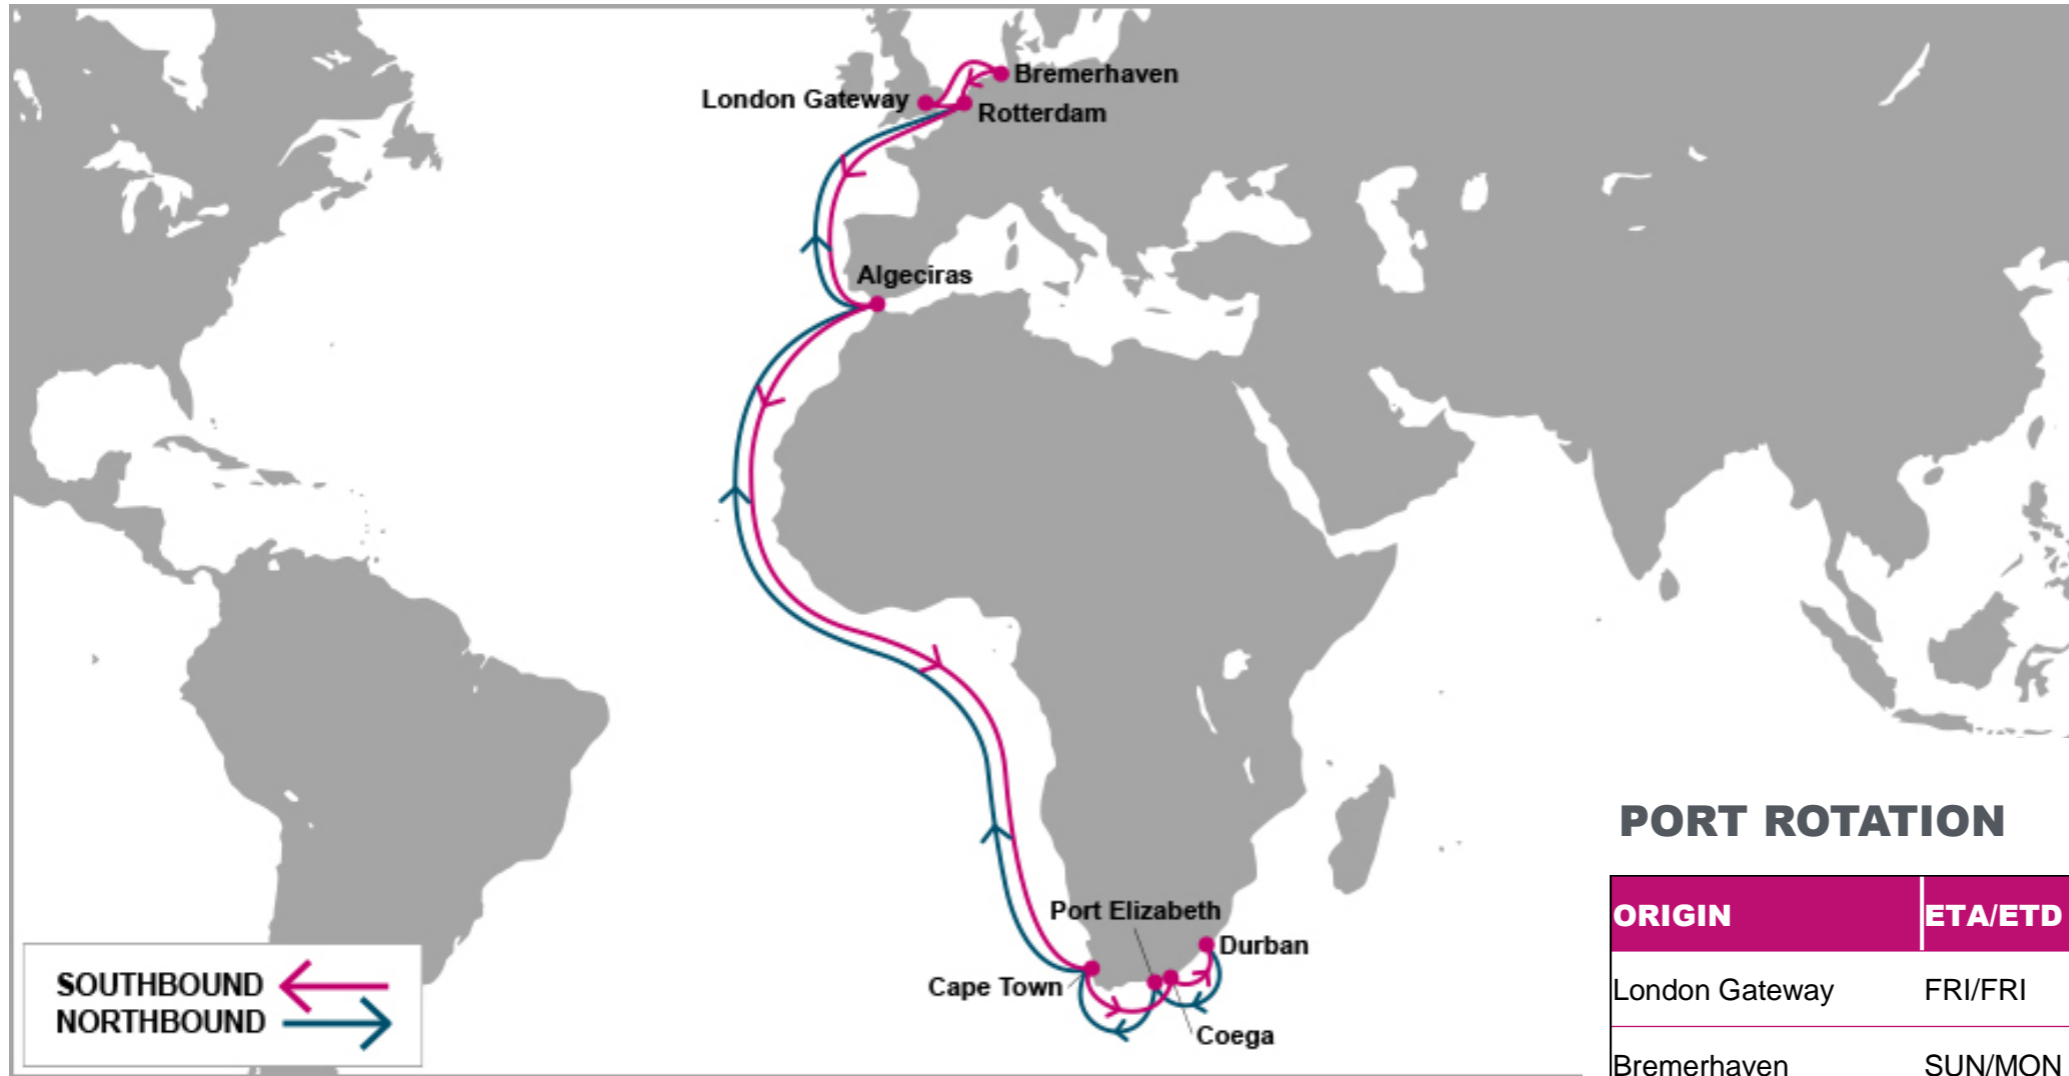 Bremerhaven
London Gateway
Rotterdam
Algeciras
PORT ROTATION
ORIGIN ETA/ETD
Port Elizabeth
Durban
SOUTHBOUND
Cape Town
London Gateway FRI/FRI
NORTHBOUND
Coega
Bremerhaven SUN/MON